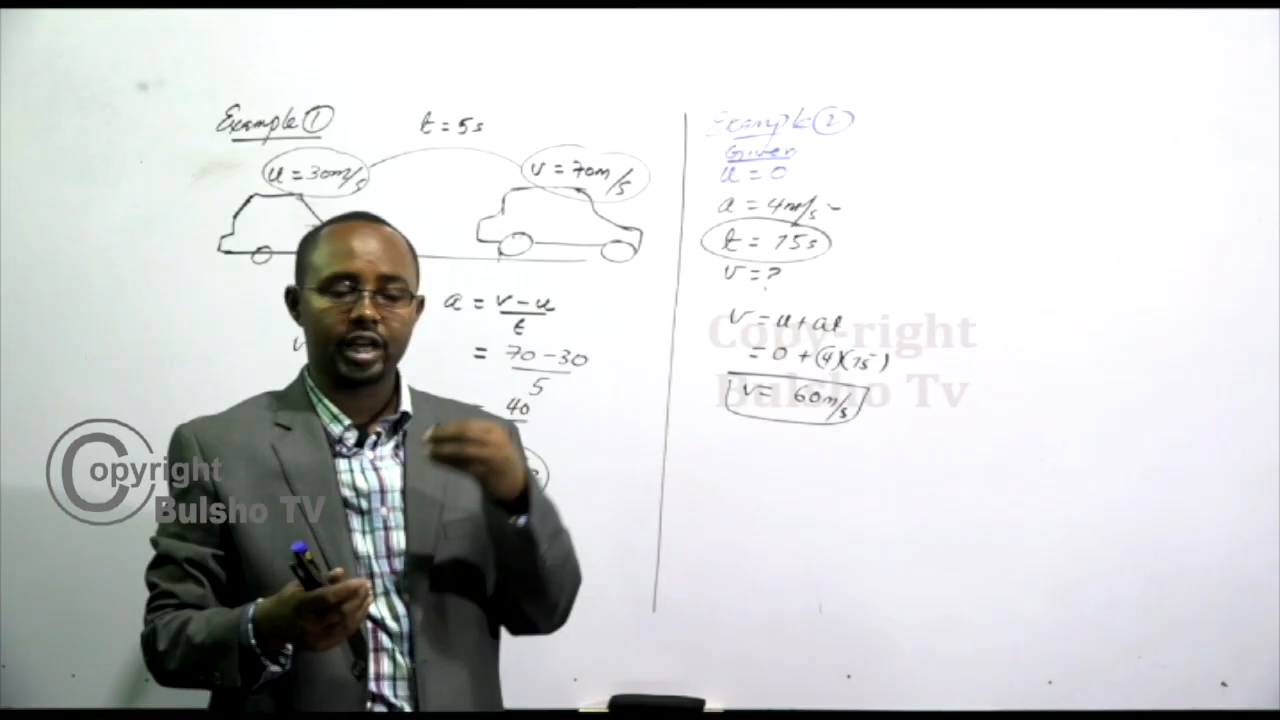 Example 1
t = 5s
u = 30m/s
v = 70m/s
a = v - u
t
= 70 - 30
5
40
Example 2
Given
u = 0
a = 4m/s
t = 15s
v = ?
v = u + at
= 0 + (4)(15)
v = 60m/s
Copy-right
Bulsho Tv
Copyright
Bulsho TV